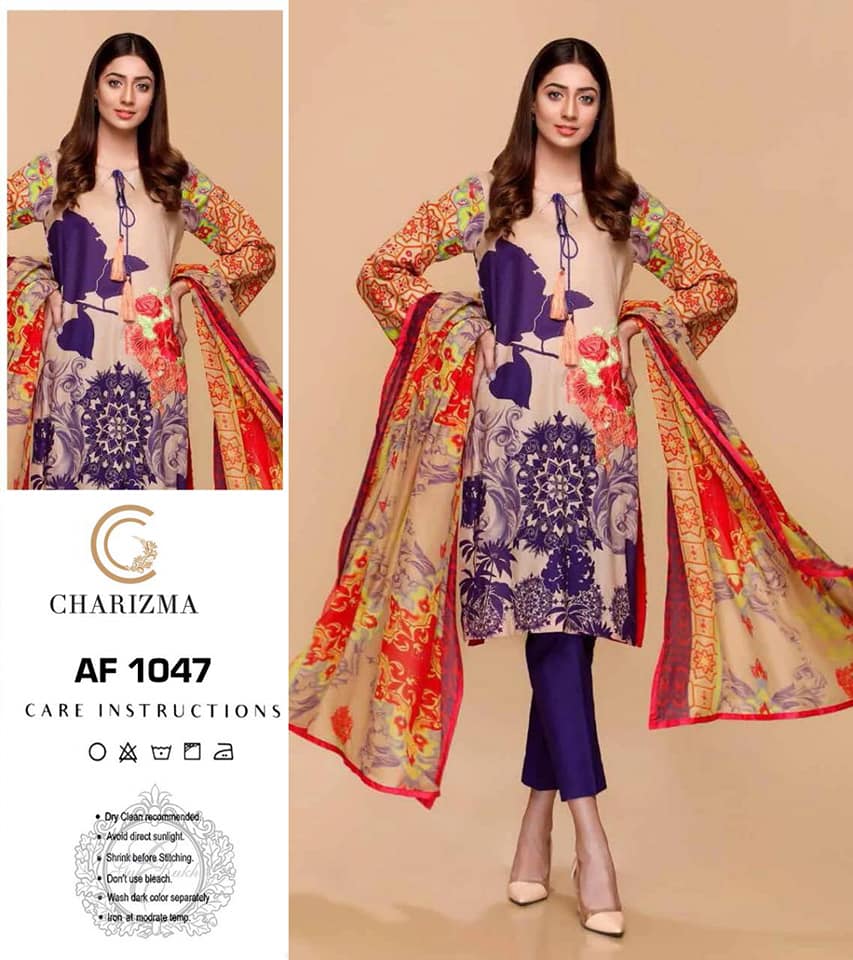 CHARIZMA
AF 1047
CARE INSTRUCTIONS
• Dry Clean recommended.
• Avoid direct sunlight.
• Shrink before Stitching.
• Don't use bleach.
• Wash dark color separately
• Iron at modrate temp.